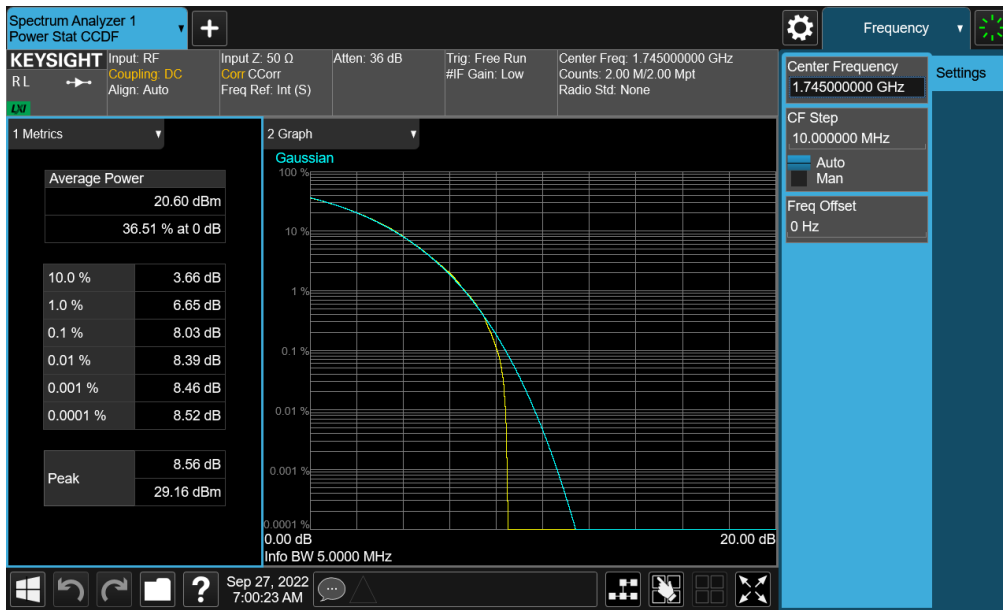 Spectrum Analyzer 1
Power Stat CCDF
Frequency
KEYSIGHT
R L
LXI
Input: RF
Coupling: DC
Align: Auto
Input Z: 50 Ω
Corr CCorr
Freq Ref: Int (S)
Atten: 36 dB
Trig: Free Run
#IF Gain: Low
Center Freq: 1.745000000 GHz
Counts: 2.00 M/2.00 Mpt
Radio Std: None
Center Frequency
1.745000000 GHz
Settings
CF Step
10.000000 MHz
Auto
Man
Freq Offset
0 Hz
1 Metrics
Average Power
20.60 dBm
36.51 % at 0 dB
10.0 % 3.66 dB
1.0 % 6.65 dB
0.1 % 8.03 dB
0.01 % 8.39 dB
0.001 % 8.46 dB
0.0001 % 8.52 dB
Peak
8.56 dB
29.16 dBm
2 Graph
Gaussian
100 %
10 %
1 %
0.1 %
0.01 %
0.001 %
0.0001 %
0.00 dB 20.00 dB
Info BW 5.0000 MHz
?
Sep 27, 2022
7:00:23 AM